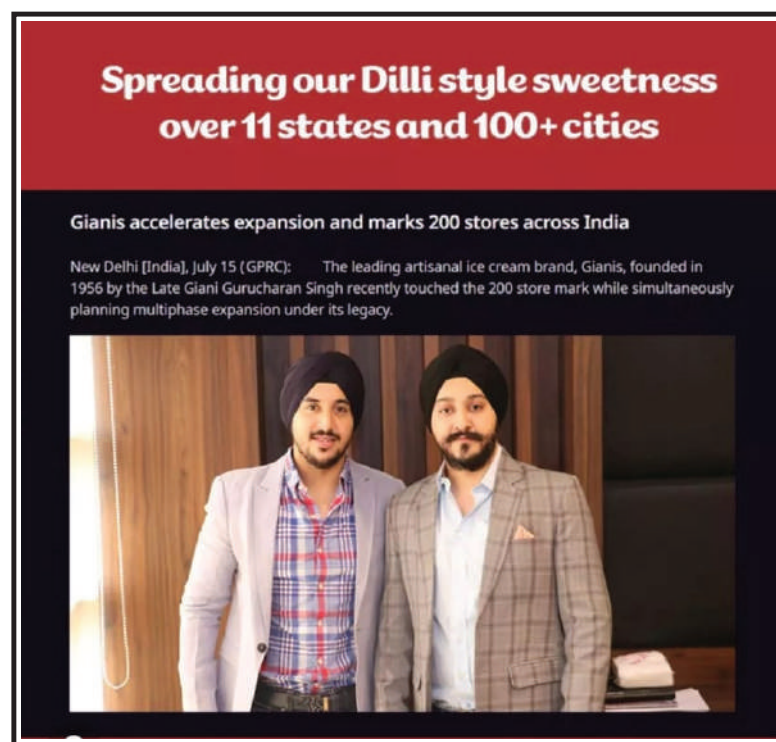 Spreading our Dilli style sweetness
over 11 states and 100+ cities
Gianis accelerates expansion and marks 200 stores across India
New Delhi [India], July 15 (GPRC): The leading artisanal ice cream brand, Gianis, founded in
1956 by the Late Giani Gurucharan Singh recently touched the 200 store mark while simultaneously
planning multiphase expansion under its legacy.